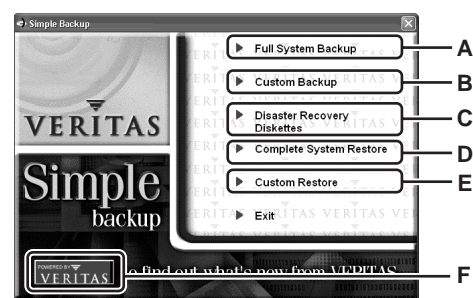 Simple Backup
Full System Backup
A
Custom Backup
B
Disaster Recovery
Diskettes
C
Complete System Restore
D
Custom Restore
E
Exit
VERITAS
Simple
backup
POWERED BY
VERITAS
to find out what's new from VERITAS
F